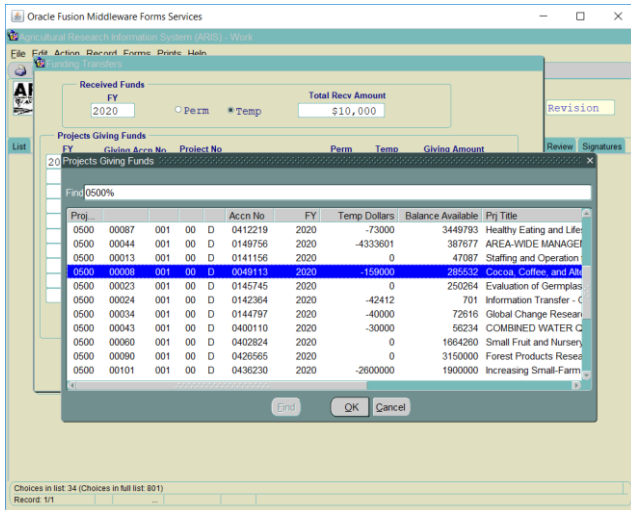 Oracle Fusion Middleware Forms Services
Agricultural Research Information System (ARIS) - Work
File Edit Action Record Forms Prints Help
Funding Transfers
Received Funds
FY
2020
Perm
Temp
Total Recv Amount
$10,000
Revision
List
Review
Signatures
Projects Giving Funds
FY Giving Accn No Project No Perm Temp Giving Amount
20
Projects Giving Funds
Find 0500%
Proj... Accn No FY Temp Dollars Balance Available Prj Title
0500 00087 001 00 D 0412219 2020 -73000 3449793 Healthy Eating and Lifes
0500 00044 001 00 D 0149756 2020 -4333601 387677 AREA-WIDE MANAGEM
0500 00013 001 00 D 0141156 2020 0 47087 Staffing and Operation
0500 00008 001 00 D 0049113 2020 -159000 285532 Cocoa, Coffee, and Alte
0500 00023 001 00 D 0145745 2020 0 250264 Evaluation of Germplas
0500 00024 001 00 D 0142364 2020 -42412 701 Information Transfer - C
0500 00034 001 00 D 0144797 2020 -40000 72616 Global Change Resear
0500 00043 001 00 D 0400110 2020 -30000 56234 COMBINED WATER Q
0500 00060 001 00 D 0402824 2020 0 1664260 Small Fruit and Nursery
0500 00090 001 00 D 0426565 2020 0 3150000 Forest Products Resea
0500 00101 001 00 D 0436230 2020 -2600000 1900000 Increasing Small-Farm
Find OK Cancel
Choices in list: 34 (Choices in full list: 801)
Record: 1/1 ...